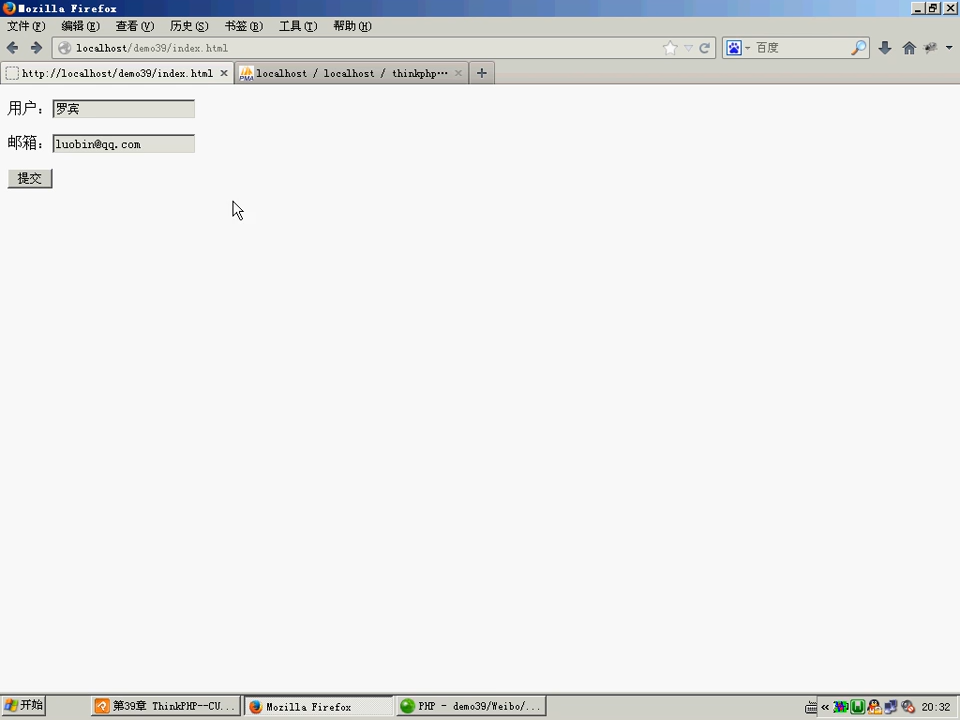 Mozilla Firefox
文件(F) 编辑(E) 查看(V) 历史(S) 书签(B) 工具(T) 帮助(H)
localhost/demo39/index.html 百度
http://localhost/demo39/index.html localhost / localhost / thinkphp...
用户： 罗宾
邮箱： luobin@qq.com
提交
开始 第39章 ThinkPHP--CU... Mozilla Firefox PHP - demo39/Weibo/... « 20:32